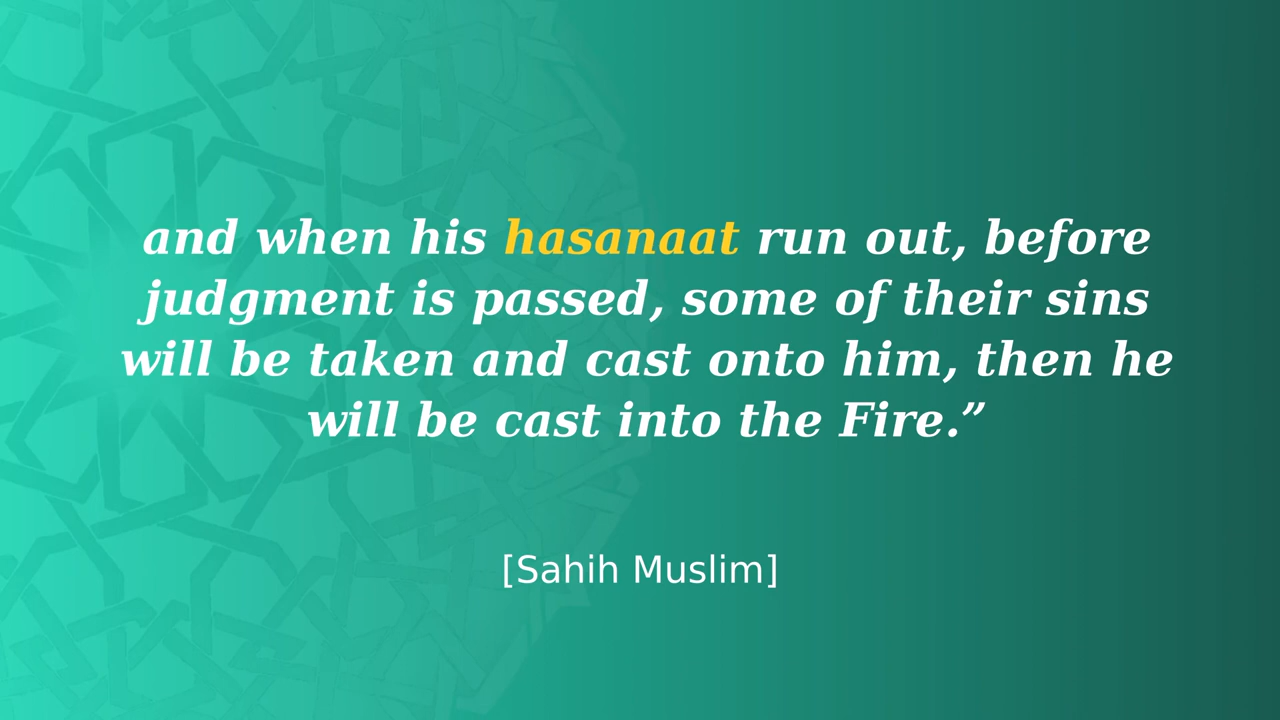 and when his hasanaat run out, before
judgment is passed, some of their sins
will be taken and cast onto him, then he
will be cast into the Fire.”
[Sahih Muslim]